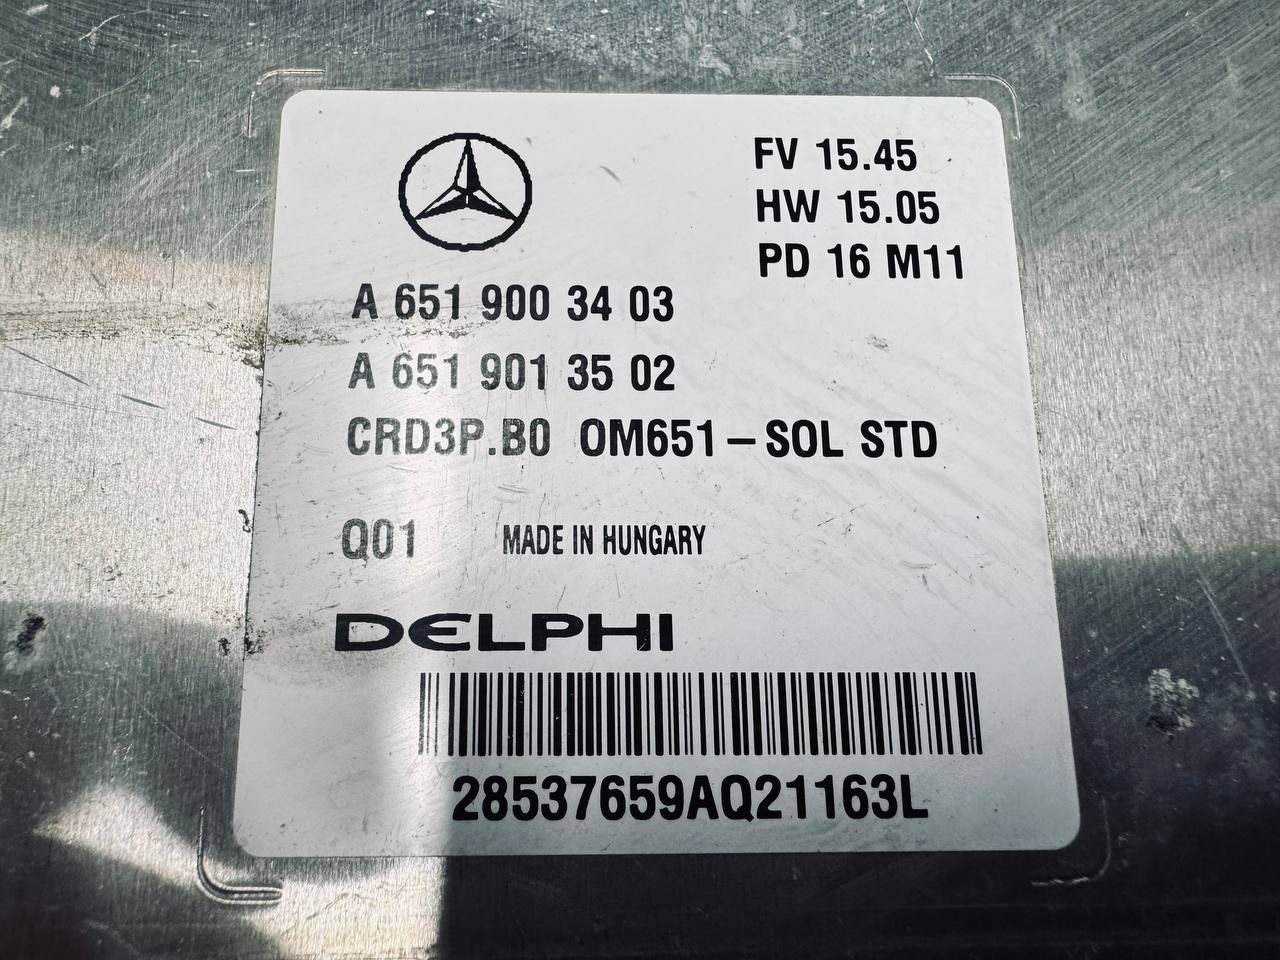 FV 15.45
HW 15.05
PD 16 M11
A 651 900 34 03
A 651 901 35 02
CRD3P.B0 OM651-SOL STD
Q01 MADE IN HUNGARY
DELPHI
28537659AQ21163L